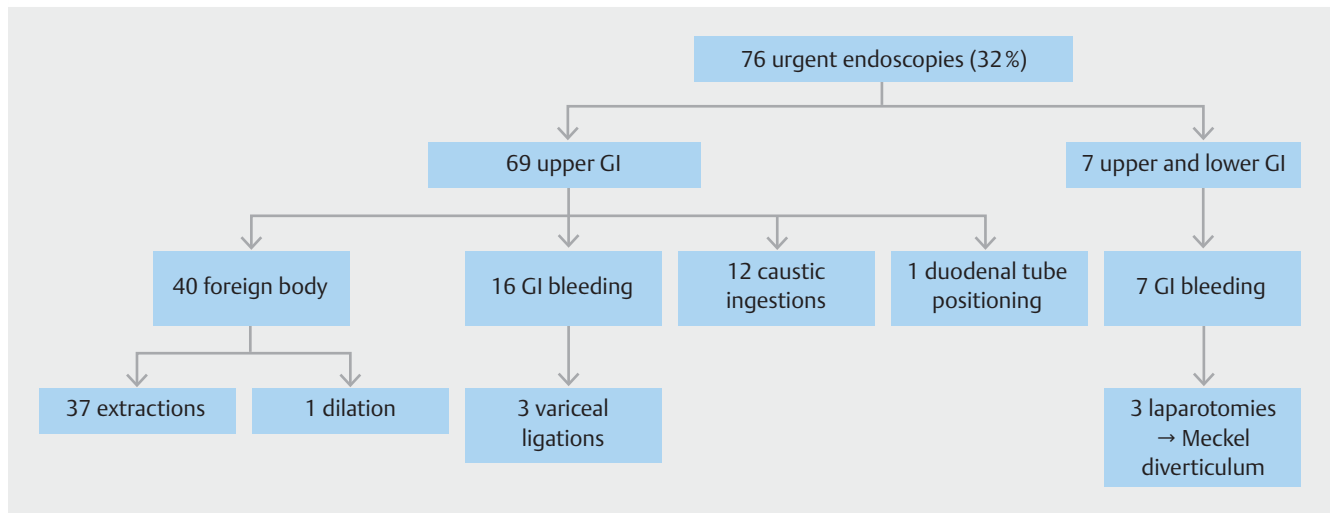 76 urgent endoscopies (32%)
69 upper GI
7 upper and lower GI
40 foreign body
16 GI bleeding
12 caustic
ingestions
1 duodenal tube
positioning
7 GI bleeding
37 extractions
1 dilation
3 variceal
ligations
3 laparotomies
→ Meckel
diverticulum